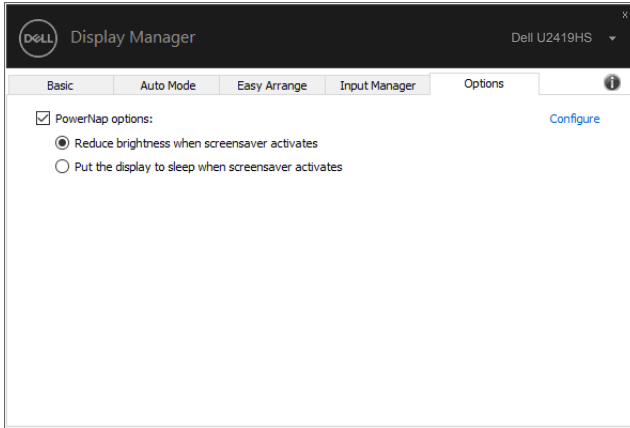 x
DELL Display Manager Dell U2419HS
Basic Auto Mode Easy Arrange Input Manager Options i
PowerNap options: Configure
Reduce brightness when screensaver activates
Put the display to sleep when screensaver activates